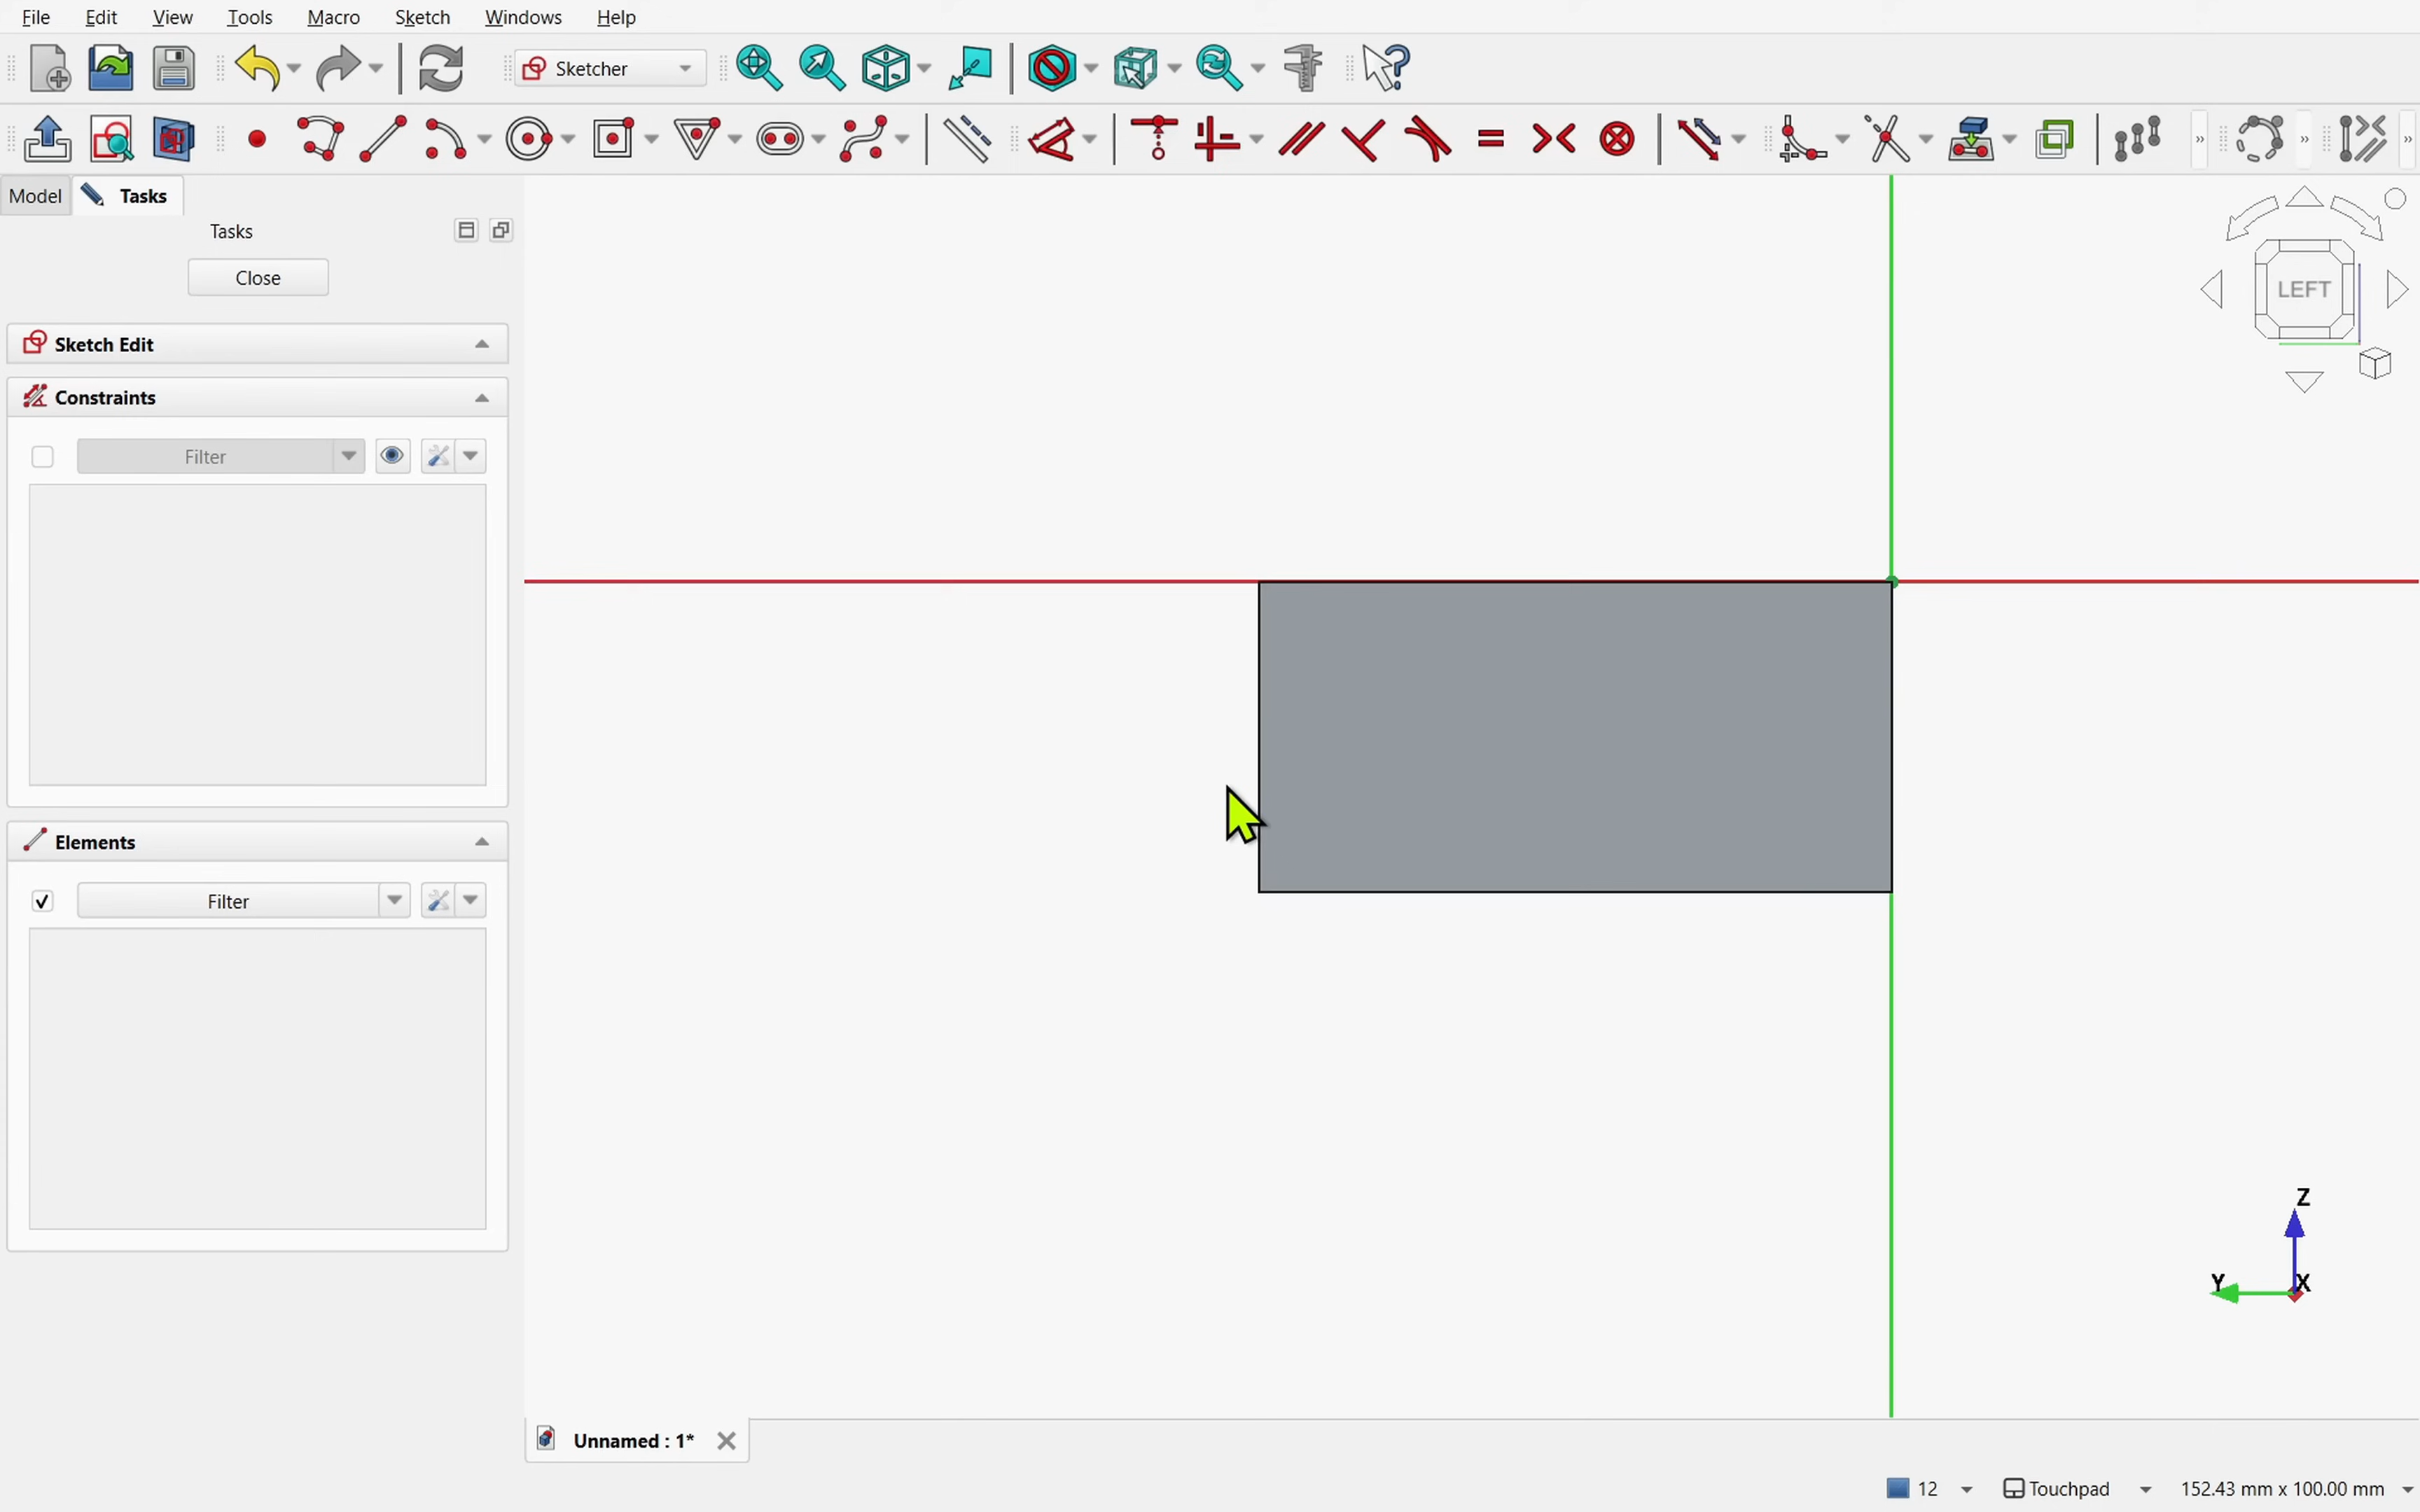 File Edit View Tools Macro Sketch Windows Help
Sketcher
Model Tasks
Tasks
Close
Sketch Edit
Constraints
Filter
Elements
Filter
LEFT
Z
Y X
Unnamed : 1*
12 Touchpad 152.43 mm x 100.00 mm